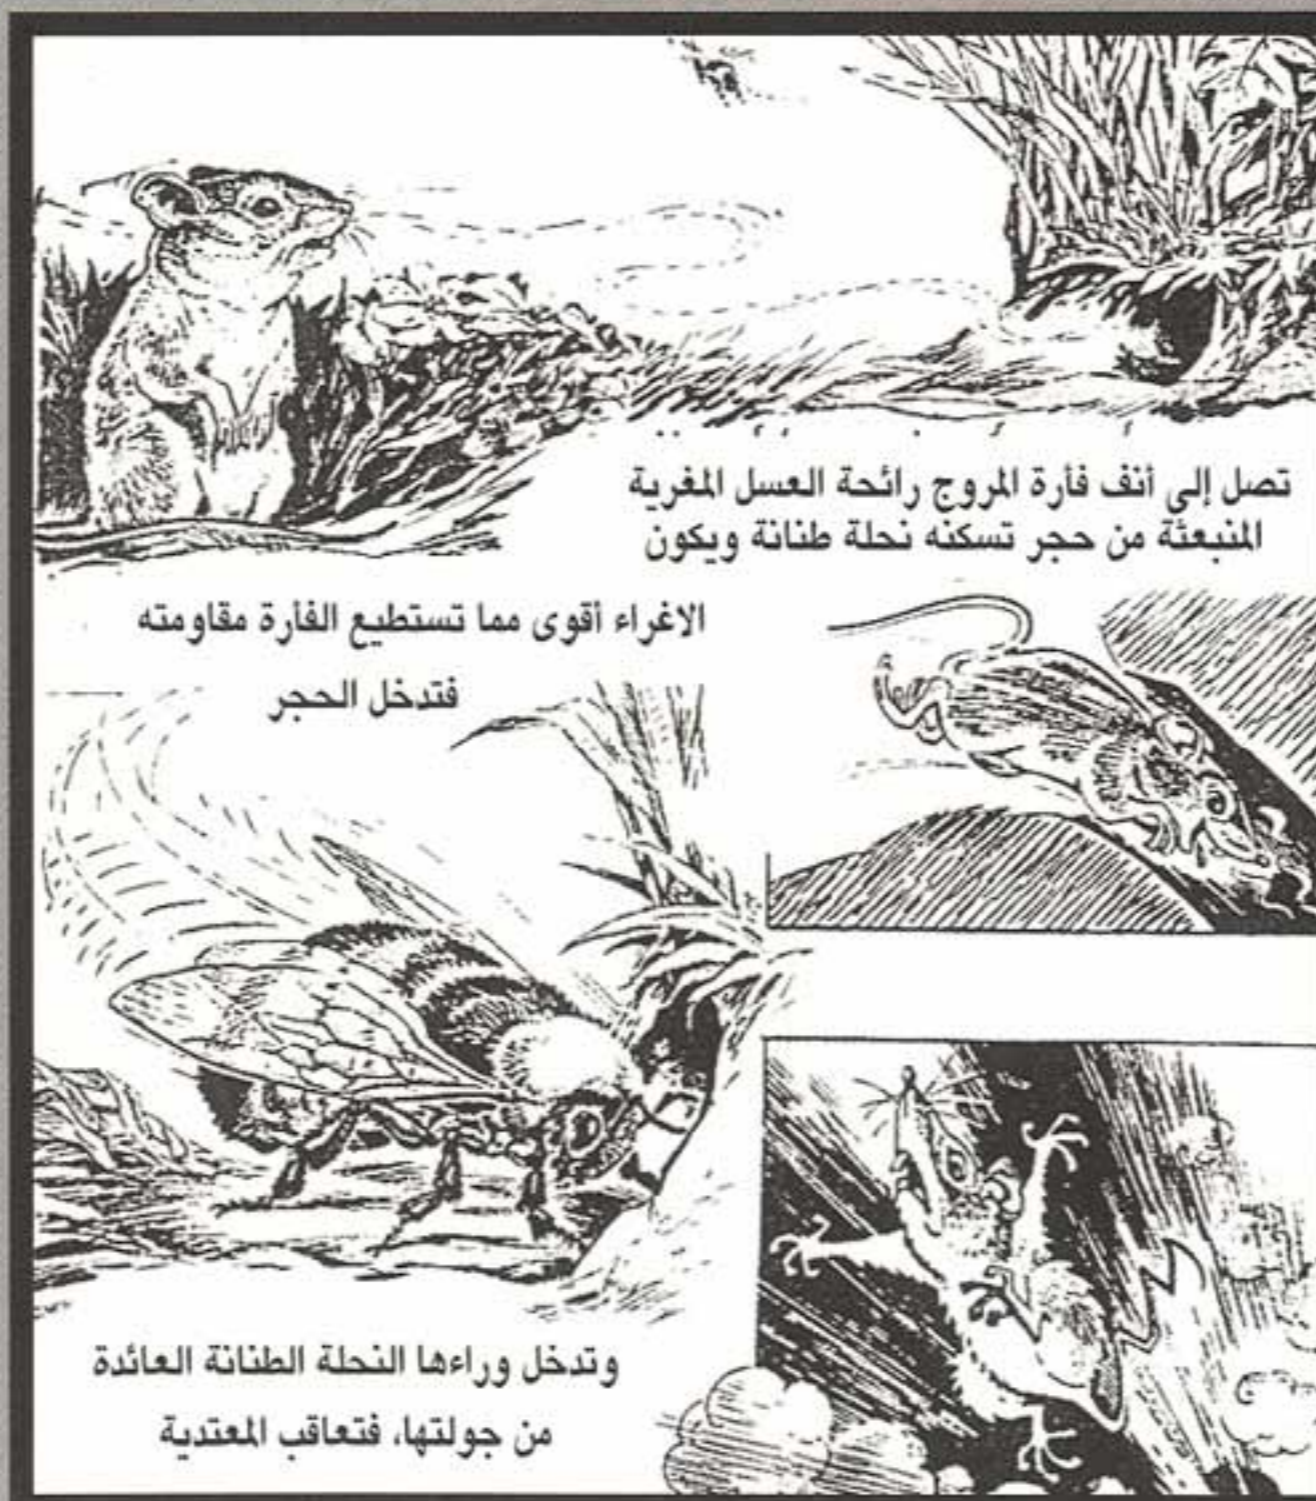 تصل إلى أنف فأرة المروج رائحة العسل المغرية
المنبعثة من حجر تسكنه نحلة طنانة ويكون
الاغراء أقوى مما تستطيع الفأرة مقاومته
فتدخل الحجر
وتدخل وراءها النحلة الطنانة العائدة
من جولتها، فتعاقب المعتدية